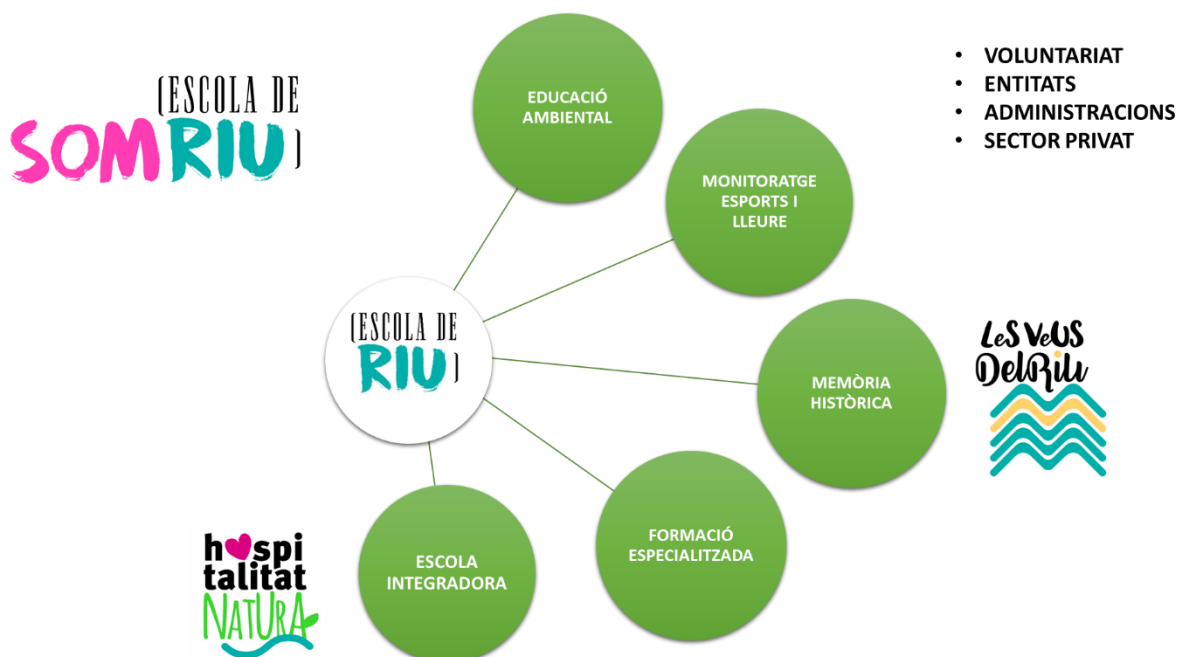 (ESCOLA DE
SOMRIU)
EDUCACIÓ
AMBIENTAL
• VOLUNTARIAT
• ENTITATS
• ADMINISTRACIONS
• SECTOR PRIVAT
MONITORATGE
ESPORTS I
LLEURE
(ESCOLA DE
RIU)
MEMÒRIA
HISTÒRICA
LeS VeUS
DelRiu
FORMACIÓ
ESPECIALITZADA
ESCOLA
INTEGRADORA
hospi
talitat
NATURA